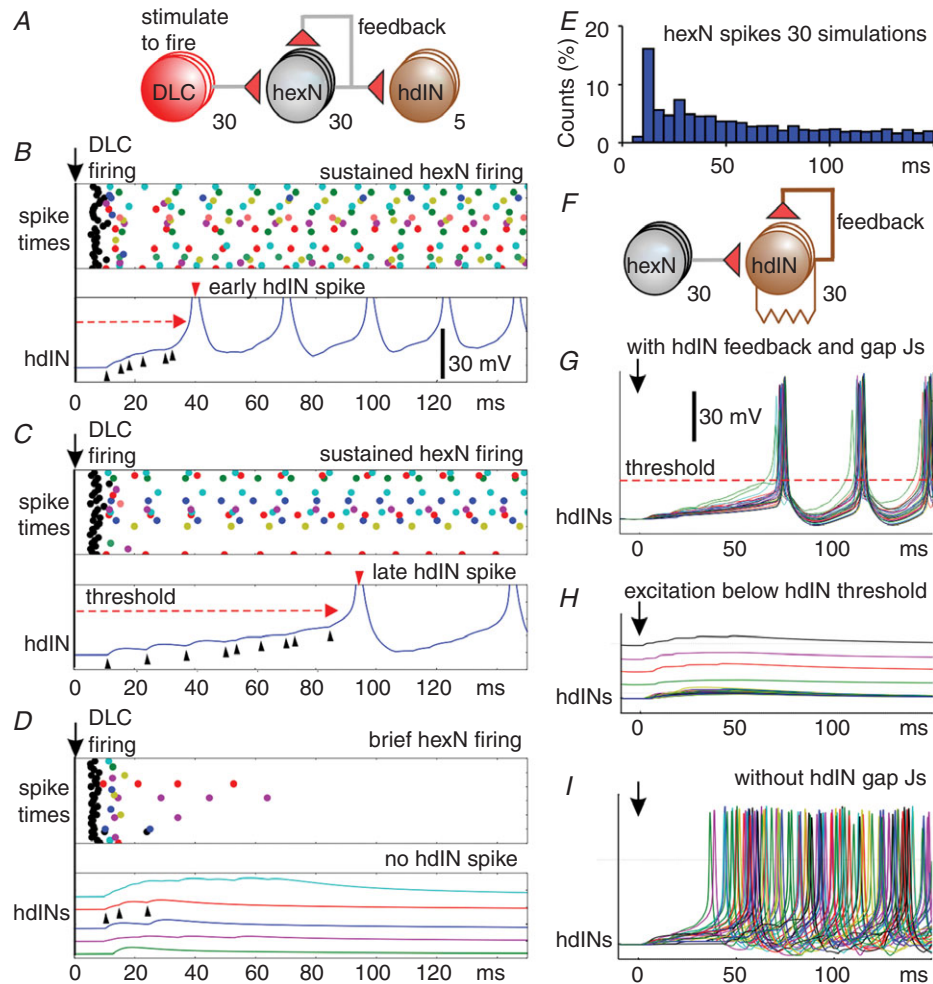 A
stimulate
to fire
feedback
DLC
hexN
hdIN
30
30
5
B
DLC
firing
sustained hexN firing
spike
times
early hdIN spike
30 mV
hdIN
0 20 40 60 80 100 120 ms
C
DLC
firing
sustained hexN firing
spike
times
late hdIN spike
threshold
hdIN
0 20 40 60 80 100 120 ms
D
DLC
firing
brief hexN firing
spike
times
no hdIN spike
hdINs
0 20 40 60 80 100 120 ms
E
20
hexN spikes 30 simulations
Counts (%)
10
0
0 50 100 ms
F
feedback
hexN
hdIN
30
30
G
with hdIN feedback and gap Js
30 mV
threshold
hdINs
0 50 100 ms
H
excitation below hdIN threshold
hdINs
0 50 100 ms
I
without hdIN gap Js
hdINs
0 50 100 ms